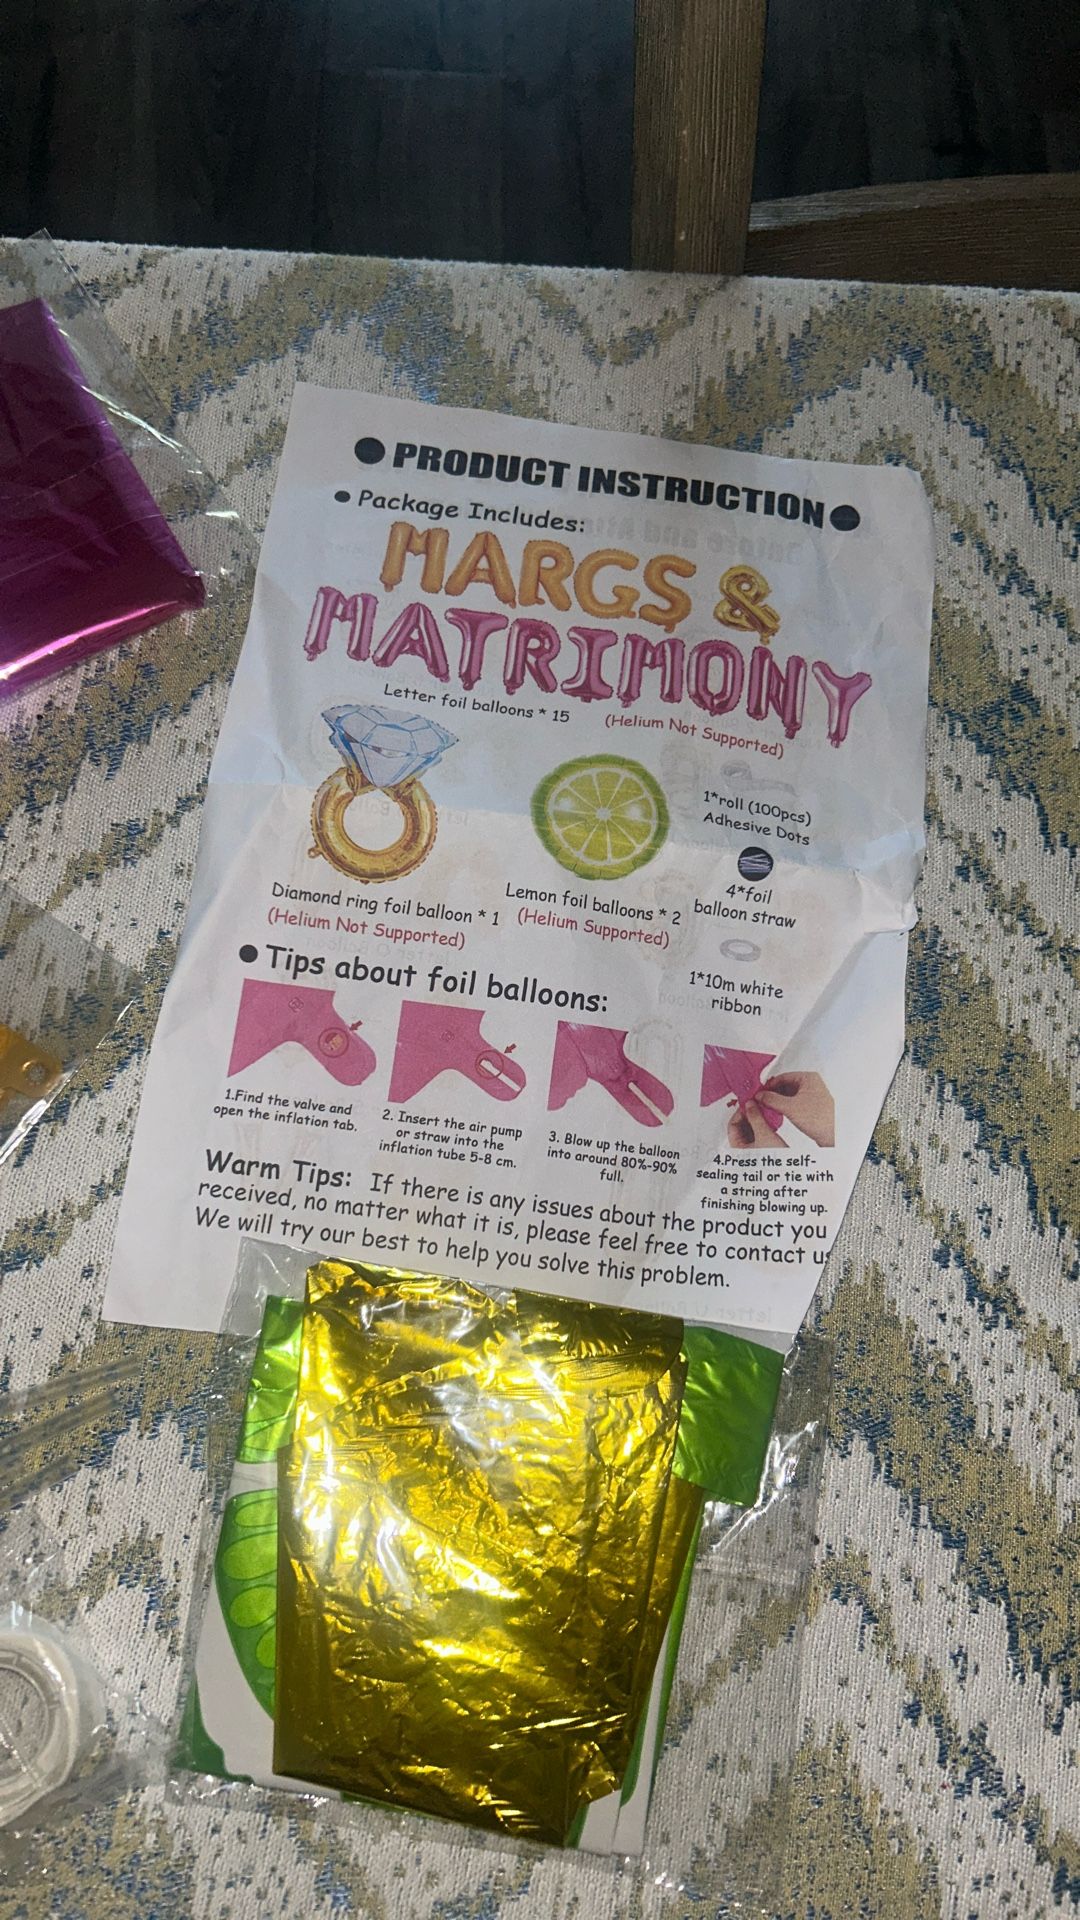 ● PRODUCT INSTRUCTION ●
● Package Includes:
MARGS &
MATRIMONY
Letter foil balloons * 15 (Helium Not Supported)
1*roll (100pcs)
Adhesive Dots
4*foil
balloon straw
Diamond ring foil balloon * 1
(Helium Not Supported)
Lemon foil balloons * 2
(Helium Supported)
1*10m white
ribbon
● Tips about foil balloons:
1.Find the valve and
open the inflation tab.
2. Insert the air pump
or straw into the
inflation tube 5-8 cm.
3. Blow up the balloon
into around 80%-90%
full.
4.Press the self-
sealing tail or tie with
a string after
finishing blowing up.
Warm Tips: If there is any issues about the product you
received, no matter what it is, please feel free to contact us
We will try our best to help you solve this problem.